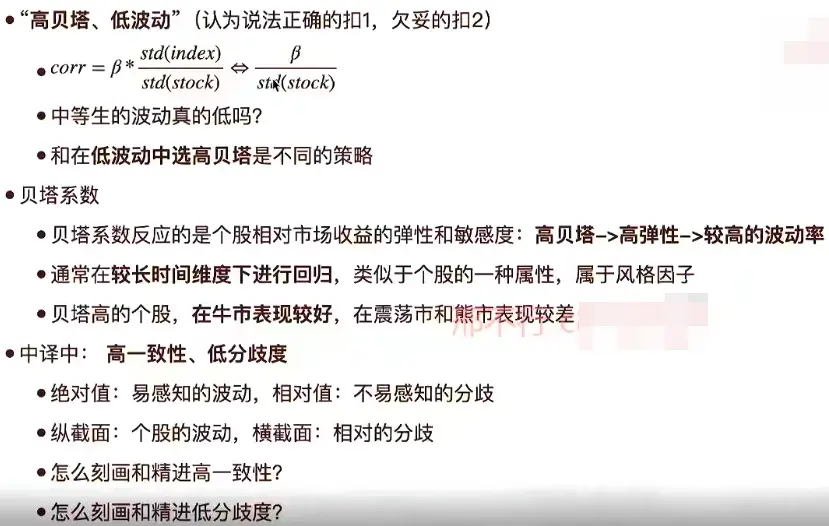 • “高贝塔、低波动”（认为说法正确的扣1，欠妥的扣2）
• corr = β * std(index) / std(stock) ⇔ β / std(stock)
• 中等生的波动真的低吗？
• 和在低波动中选高贝塔是不同的策略
• 贝塔系数
• 贝塔系数反应的是个股相对市场收益的弹性和敏感度：高贝塔–>高弹性–>较高的波动率
• 通常在较长时间维度下进行回归，类似于个股的一种属性，属于风格因子
• 贝塔高的个股，在牛市表现较好，在震荡市和熊市表现较差
• 中译中： 高一致性、低分歧度
• 绝对值：易感知的波动，相对值：不易感知的分歧
• 纵截面：个股的波动，横截面：相对的分歧
• 怎么刻画和精进高一致性？
• 怎么刻画和精进低分歧度？